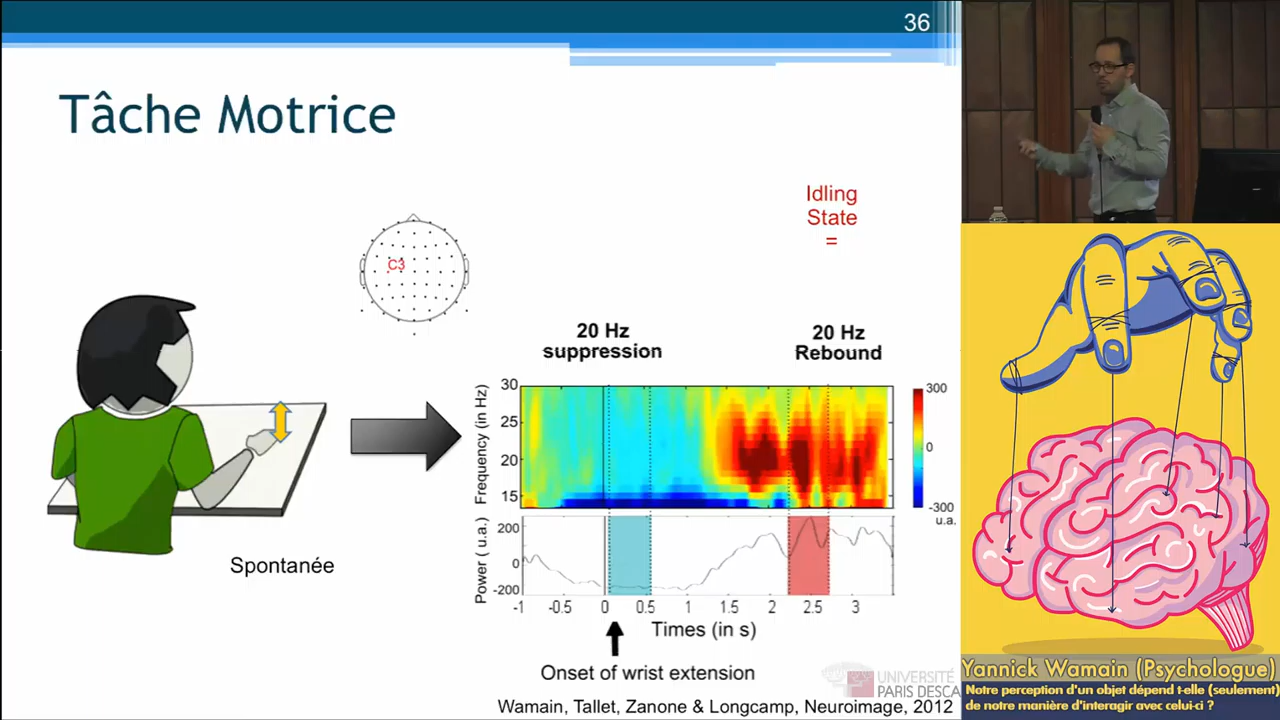 36
Tâche Motrice
Idling
State
=
C3
20 Hz
suppression
20 Hz
Rebound
Frequency (in Hz)
30
25
20
15
300
0
-300
u.a.
Power ( u.a.)
200
0
-200
-1 -0.5 0 0.5 1 1.5 2 2.5 3
Times (in s)
Spontanée
Onset of wrist extension
UNIVERSITÉ
PARIS DESCA
Wamain, Tallet, Zanone & Longcamp, Neuroimage, 2012
Yannick Wamain (Psychologue)
Notre perception d'un objet dépend t-elle (seulement)
de notre manière d'interagir avec celui-ci ?